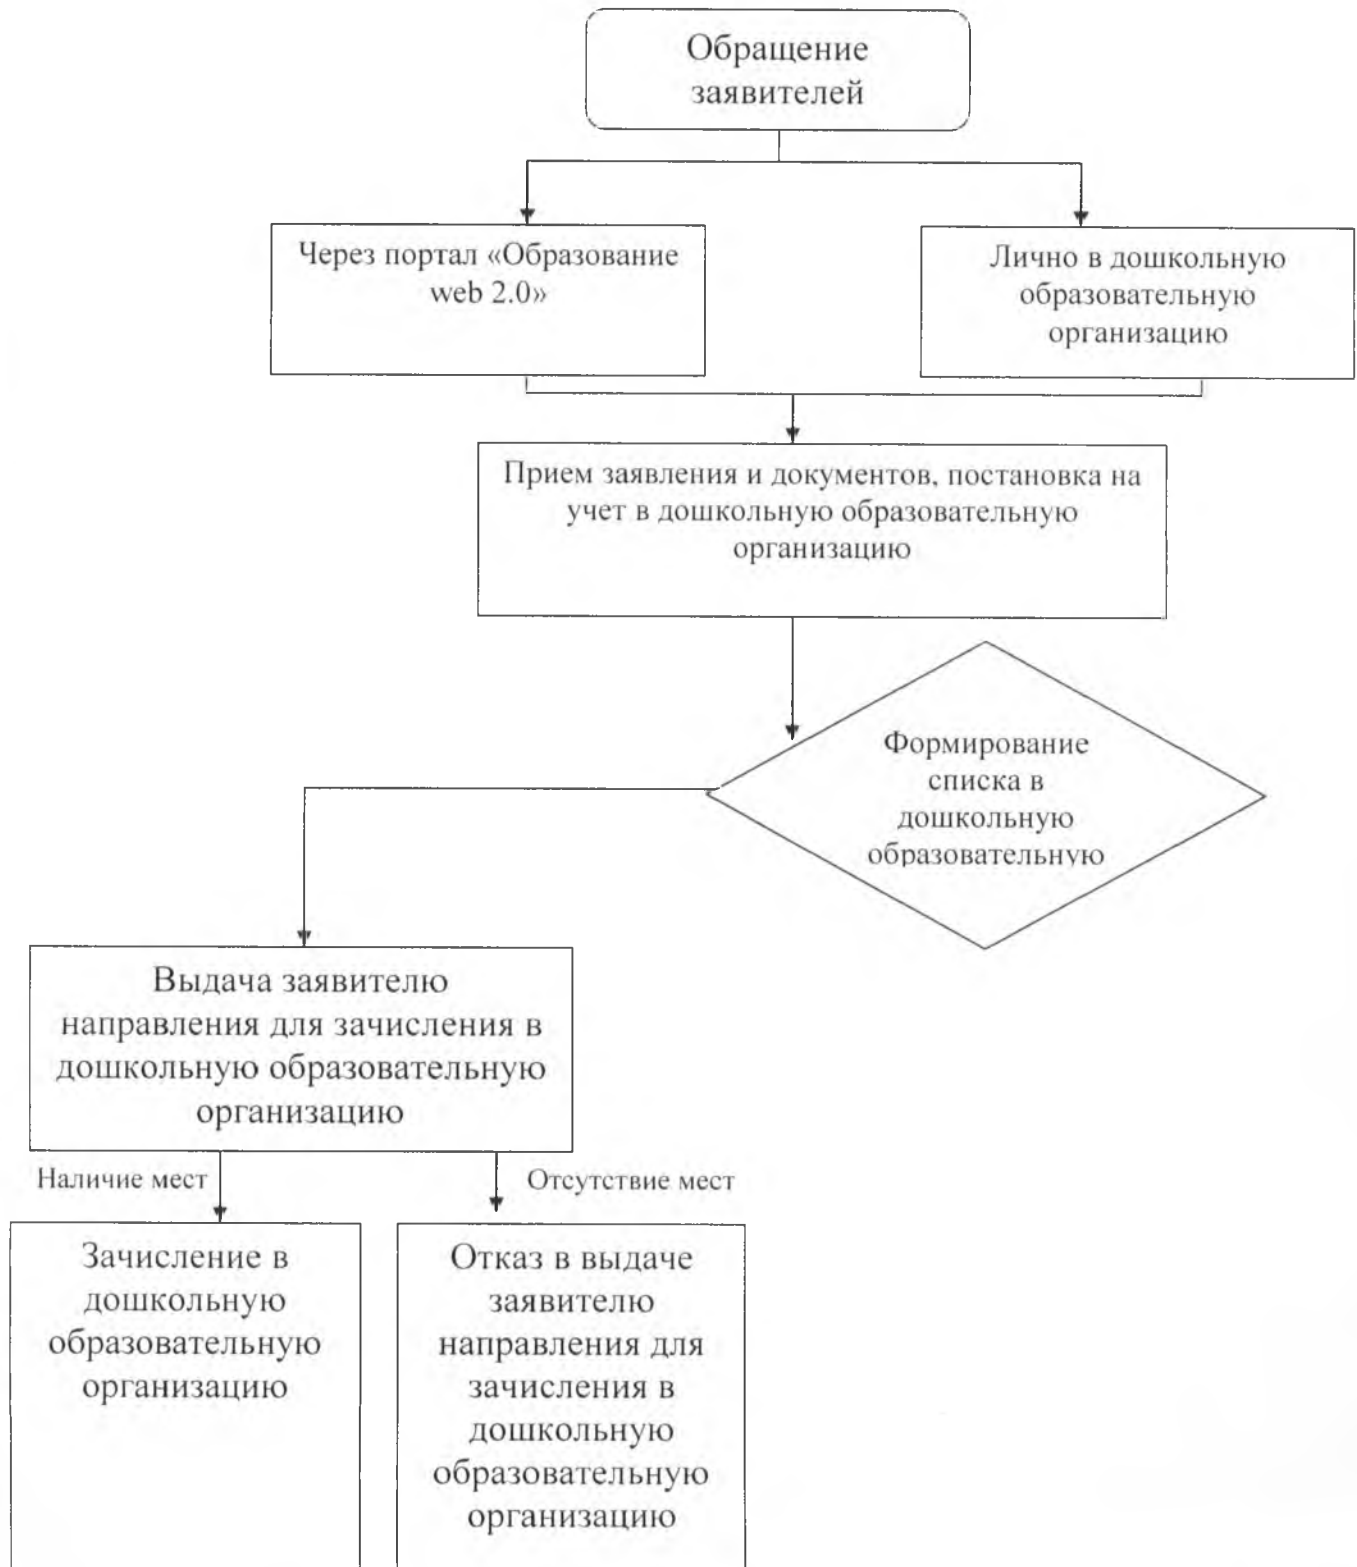 Обращение
заявителей
Через портал «Образование
web 2.0»
Лично в дошкольную
образовательную
организацию
Прием заявления и документов, постановка на
учет в дошкольную образовательную
организацию
Формирование
списка в
дошкольную
образовательную
Выдача заявителю
направления для зачисления в
дошкольную образовательную
организацию
Наличие мест
Отсутствие мест
Зачисление в
дошкольную
образовательную
организацию
Отказ в выдаче
заявителю
направления для
зачисления в
дошкольную
образовательную
организацию